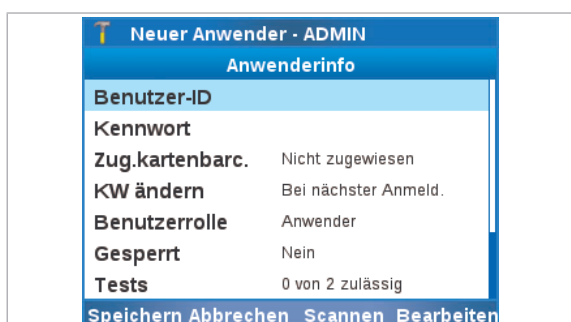 Neuer Anwender - ADMIN
Anwenderinfo
Benutzer-ID
Kennwort
Zug.kartenbarc. Nicht zugewiesen
KW ändern Bei nächster Anmeld.
Benutzerrolle Anwender
Gesperrt Nein
Tests 0 von 2 zulässig
Speichern Abbrechen Scannen Bearbeiten